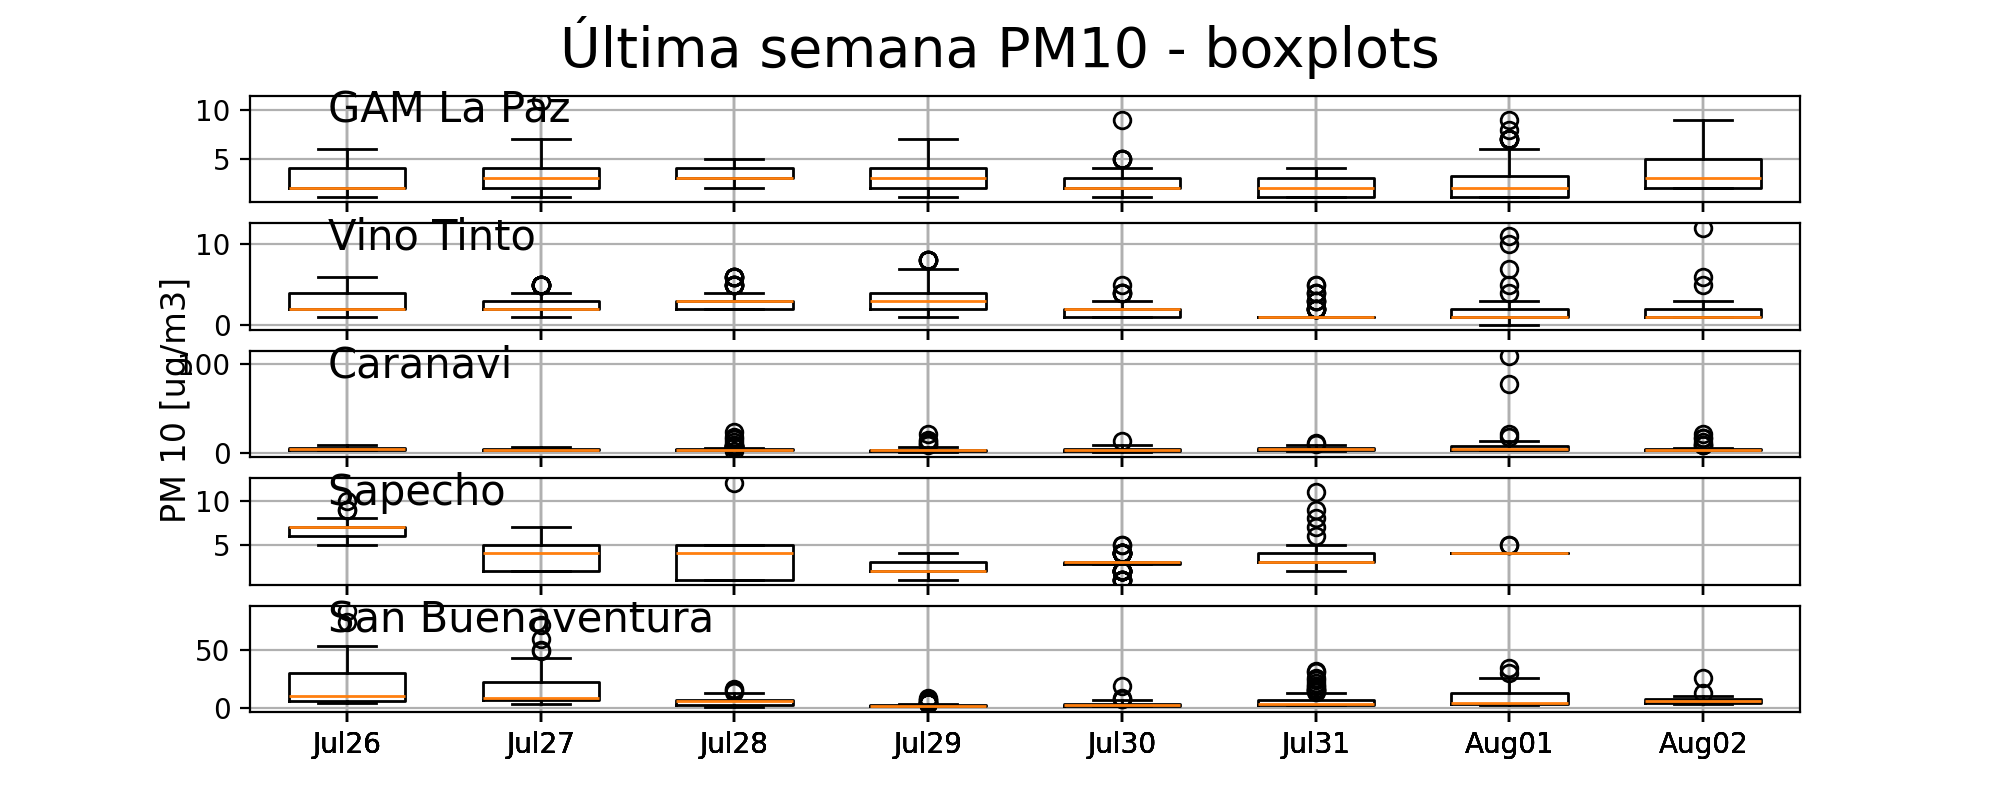 Última semana PM10 - boxplots
GAM La Paz
10
5
Vino Tinto
10
0
PM 10 [ug/m3]
Caranavi
100
0
Sapecho
10
5
San Buenaventura
50
0
Jul26 Jul27 Jul28 Jul29 Jul30 Jul31 Aug01 Aug02